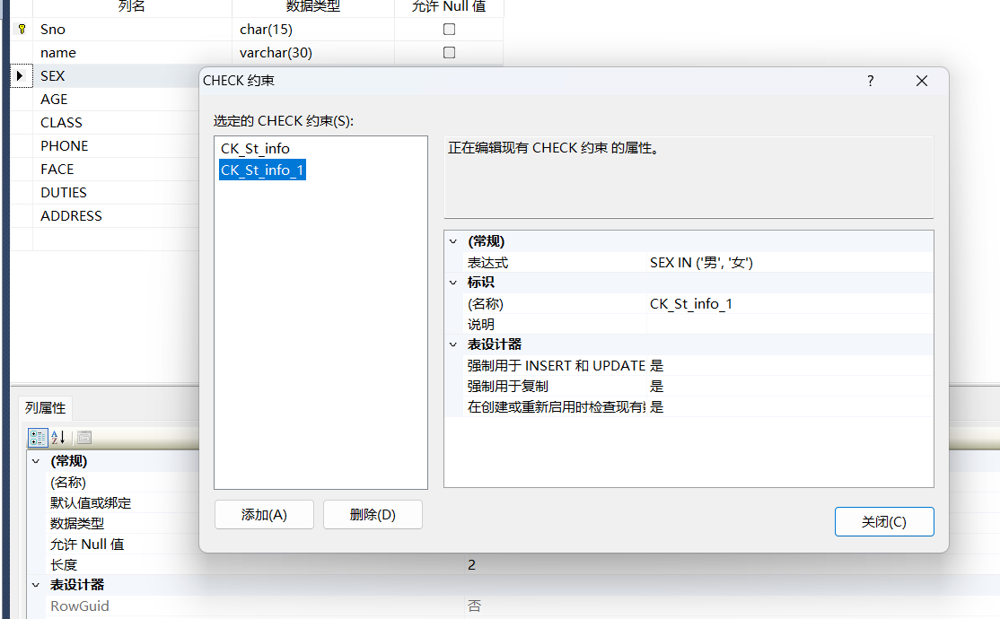 列名 数据类型 允许 Null 值
Sno char(15)
name varchar(30)
SEX
AGE
CLASS
PHONE
FACE
DUTIES
ADDRESS
CHECK 约束 ?
选定的 CHECK 约束(S):
CK_St_info
CK_St_info_1
添加(A) 删除(D)
正在编辑现有 CHECK 约束 的属性。
(常规)
表达式 SEX IN ('男', '女')
标识
(名称) CK_St_info_1
说明
表设计器
强制用于 INSERT 和 UPDATE 是
强制用于复制 是
在创建或重新启用时检查现有 是
关闭(C)
列属性
(常规)
(名称)
默认值或绑定
数据类型
允许 Null 值
长度 2
表设计器
RowGuid 否